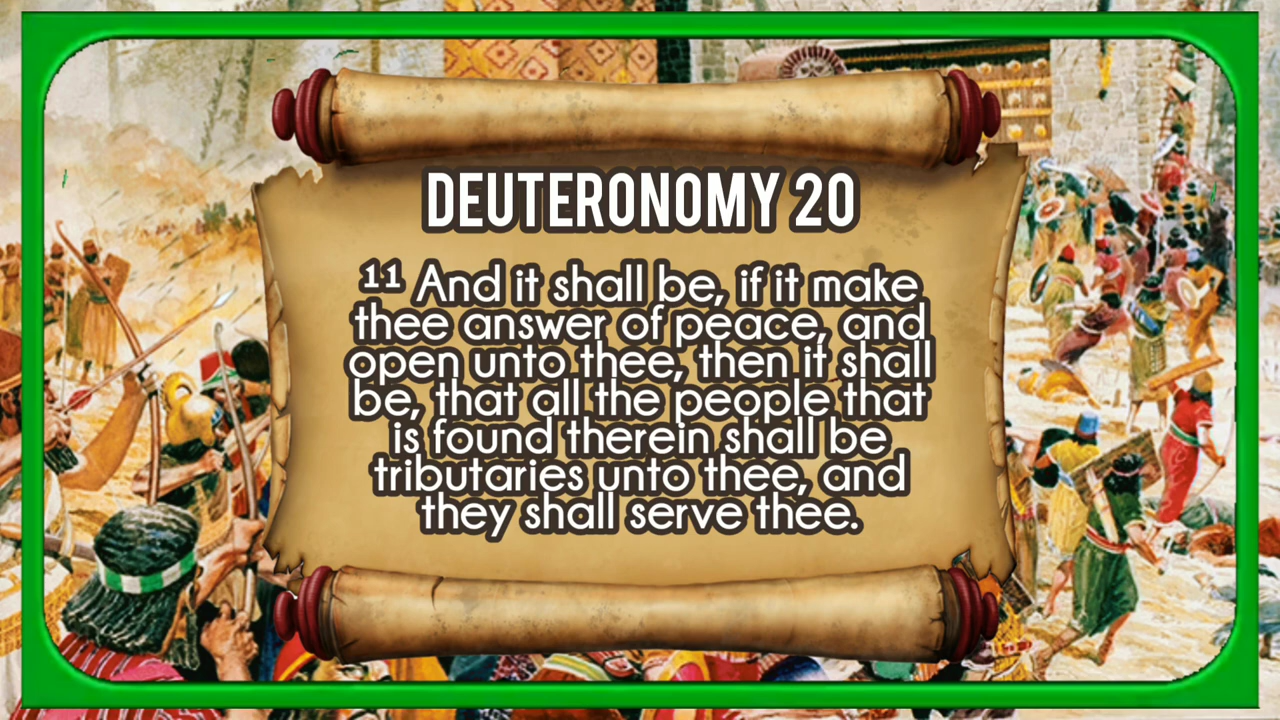 DEUTERONOMY 20
11 And it shall be, if it make
thee answer of peace, and
open unto thee, then it shall
be, that all the people that
is found therein shall be
tributaries unto thee, and
they shall serve thee.